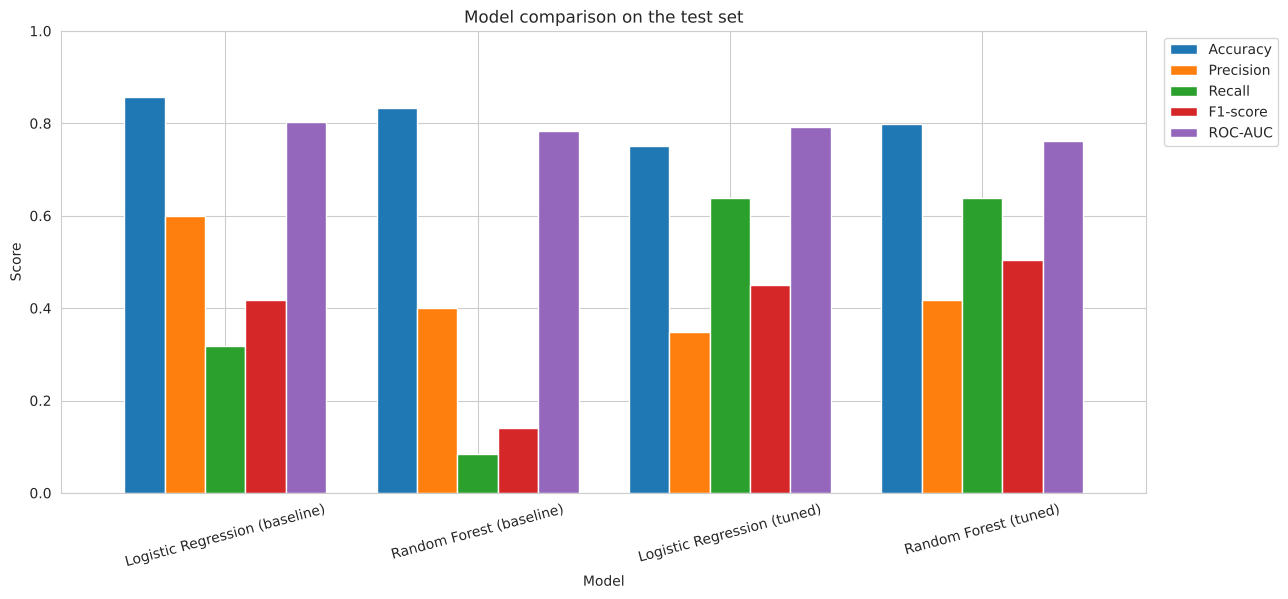 Model comparison on the test set
1.0
0.8
0.6
0.4
0.2
0.0
Score
Logistic Regression (baseline)
Random Forest (baseline)
Logistic Regression (tuned)
Random Forest (tuned)
Model
Accuracy
Precision
Recall
F1-score
ROC-AUC